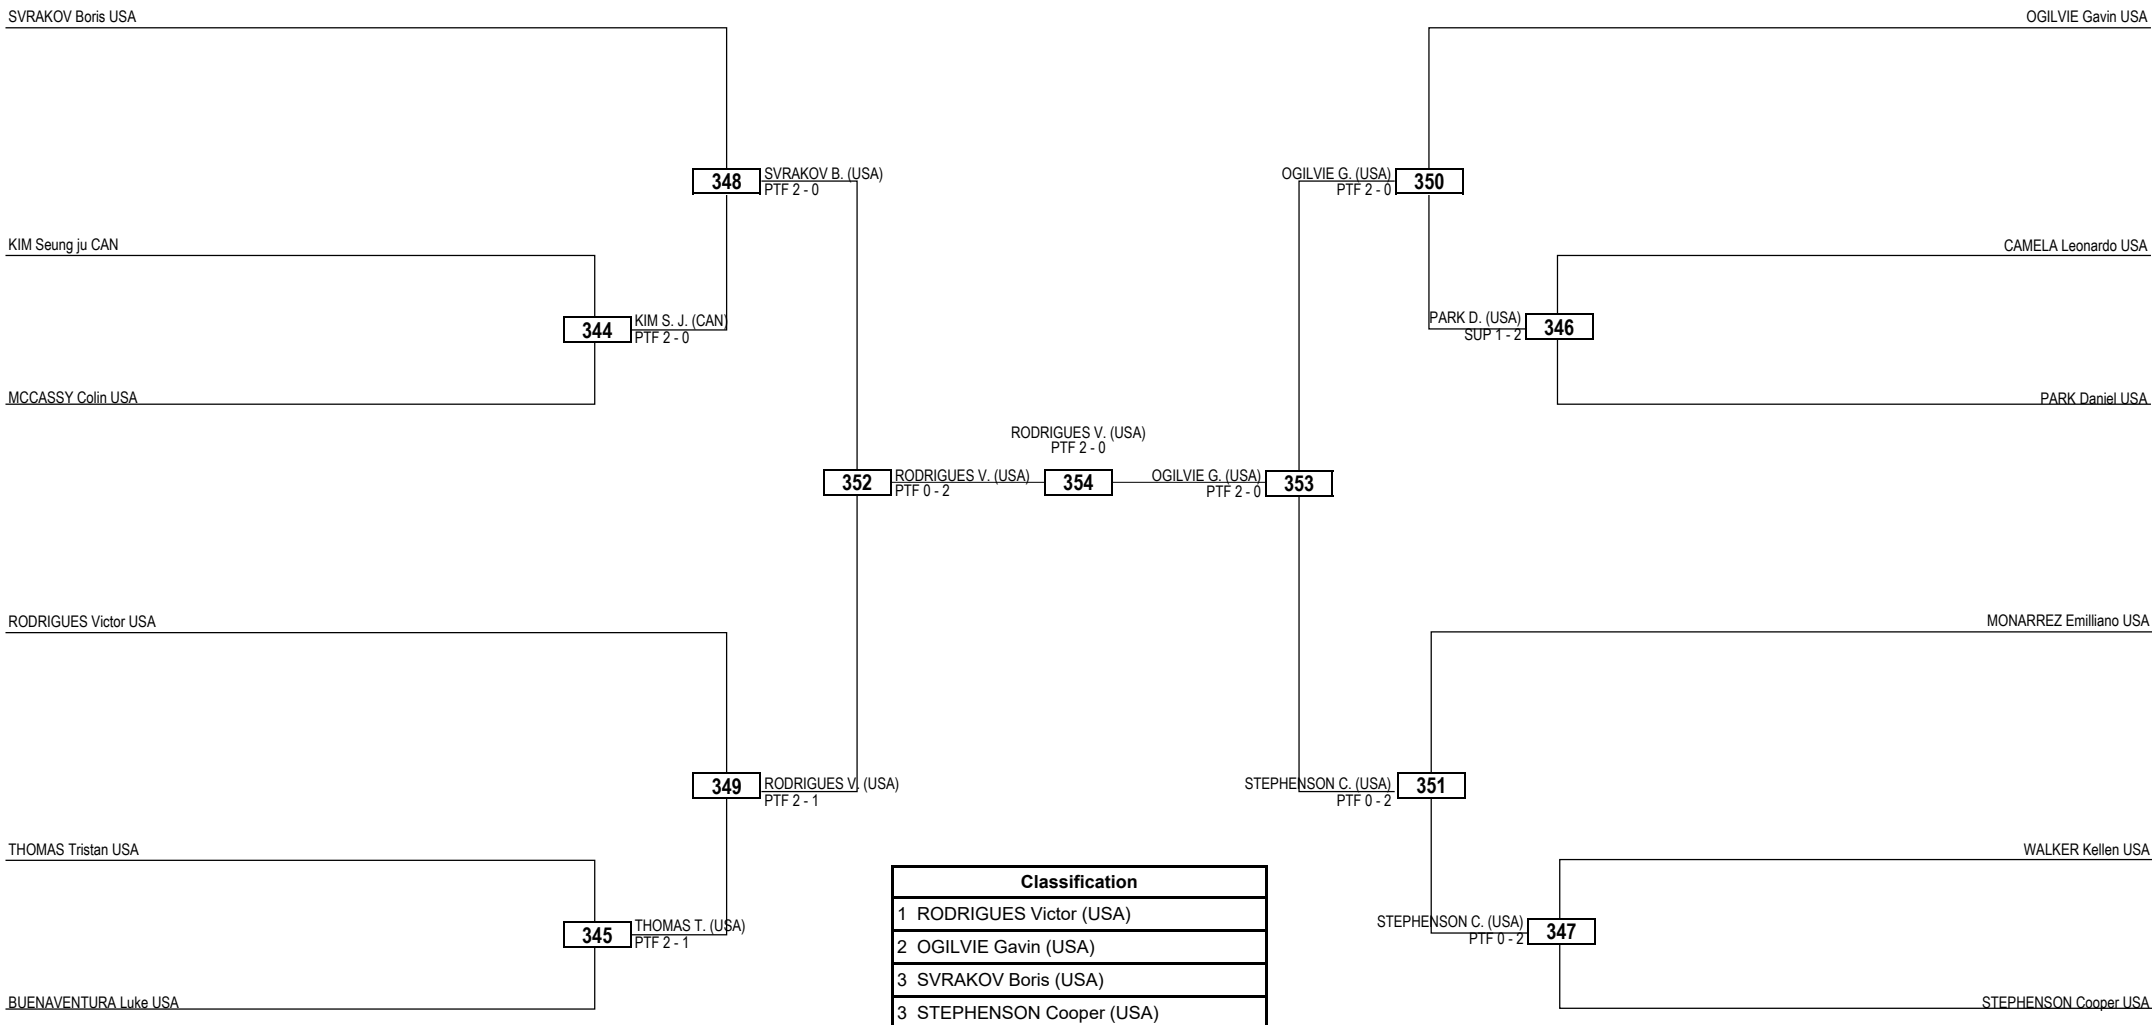 SVRAKOV Boris USA
OGILVIE Gavin USA
348
SVRAKOV B. (USA)
PTF 2 - 0
OGILVIE G. (USA)
PTF 2 - 0
350
KIM Seung ju CAN
CAMELA Leonardo USA
344
KIM S. J. (CAN)
PTF 2 - 0
PARK D. (USA)
SUP 1 - 2
346
MCCASSY Colin USA
PARK Daniel USA
RODRIGUES V. (USA)
PTF 2 - 0
352
RODRIGUES V. (USA)
PTF 0 - 2
354
OGILVIE G. (USA)
PTF 2 - 0
353
RODRIGUES Victor USA
MONARREZ Emilliano USA
349
RODRIGUES V. (USA)
PTF 2 - 1
STEPHENSON C. (USA)
PTF 0 - 2
351
THOMAS Tristan USA
WALKER Kellen USA
345
THOMAS T. (USA)
PTF 2 - 1
STEPHENSON C. (USA)
PTF 0 - 2
347
BUENAVENTURA Luke USA
STEPHENSON Cooper USA
Classification
1 RODRIGUES Victor (USA)
2 OGILVIE Gavin (USA)
3 SVRAKOV Boris (USA)
3 STEPHENSON Cooper (USA)